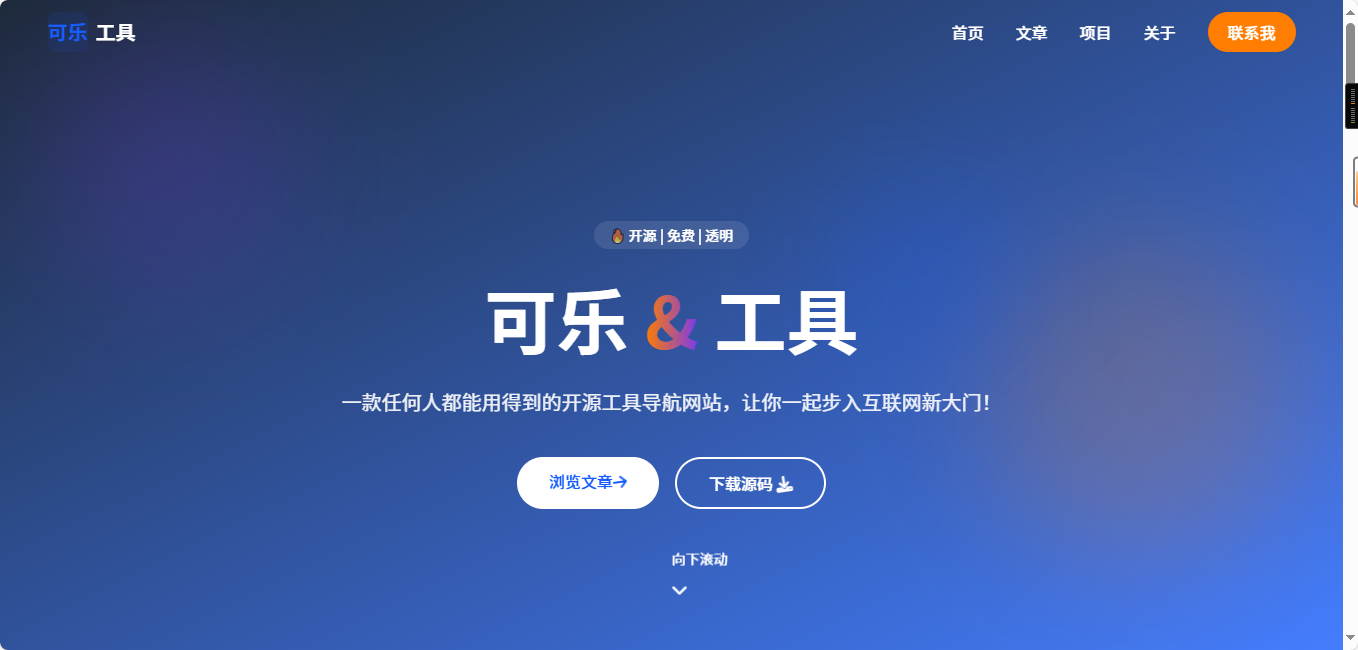 可乐 工具
首页 文章 项目 关于 联系我
🔥 开源 | 免费 | 透明
可乐 & 工具
一款任何人都能用得到的开源工具导航网站，让你一起步入互联网新大门！
浏览文章→
下载源码
向下滚动